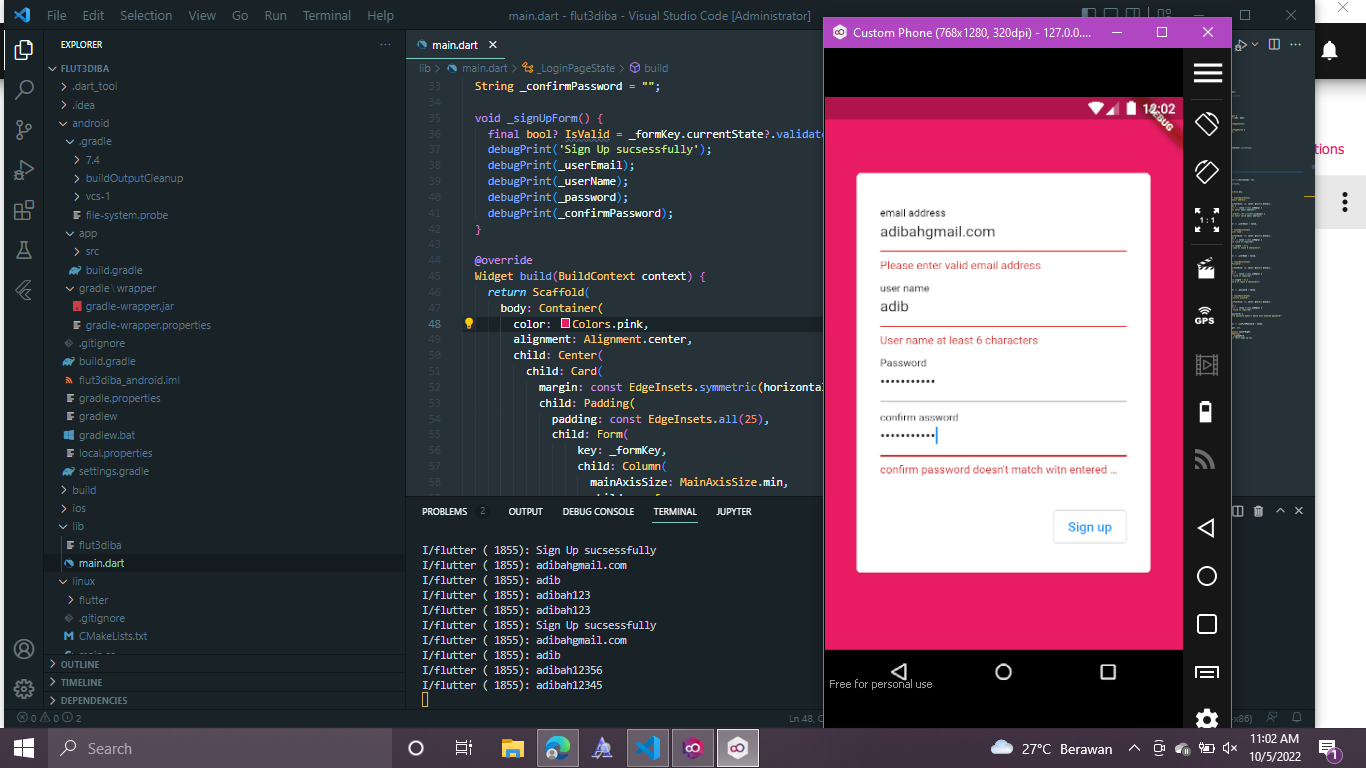 File Edit Selection View Go Run Terminal Help
main.dart - flut3diba - Visual Studio Code [Administrator]
EXPLORER
FLUT3DIBA
.dart_tool
.idea
android
.gradle
7.4
buildOutputCleanup
vcs-1
file-system.probe
app
src
build.gradle
gradle\wrapper
gradle-wrapper.jar
gradle-wrapper.properties
.gitignore
build.gradle
flut3diba_android.iml
gradle.properties
gradlew
gradlew.bat
local.properties
settings.gradle
build
ios
lib
flut3diba
main.dart
linux
flutter
.gitignore
CMakeLists.txt
OUTLINE
TIMELINE
DEPENDENCIES
main.dart
lib > main.dart > _LoginPageState > build
33 String _confirmPassword = "";
34
35 void _signUpForm() {
36 final bool? IsValid = _formKey.currentState?.validat
37 debugPrint('Sign Up sucsessfully');
38 debugPrint(_userEmail);
39 debugPrint(_userName);
40 debugPrint(_password);
41 debugPrint(_confirmPassword);
42 }
43
44 @override
45 Widget build(BuildContext context) {
46 return Scaffold(
47 body: Container(
48 color: Colors.pink,
49 alignment: Alignment.center,
50 child: Center(
51 child: Card(
52 margin: const EdgeInsets.symmetric(horizontal
53 child: Padding(
54 padding: const EdgeInsets.all(25),
55 child: Form(
56 key: _formKey,
57 child: Column(
58 mainAxisSize: MainAxisSize.min,
PROBLEMS 2 OUTPUT DEBUG CONSOLE TERMINAL JUPYTER
I/flutter ( 1855): Sign Up sucsessfully
I/flutter ( 1855): adibahgmail.com
I/flutter ( 1855): adib
I/flutter ( 1855): adibah123
I/flutter ( 1855): adibah123
I/flutter ( 1855): Sign Up sucsessfully
I/flutter ( 1855): adibahgmail.com
I/flutter ( 1855): adib
I/flutter ( 1855): adibah12356
I/flutter ( 1855): adibah12345
0 0 2
Ln 48, C
-x86)
Custom Phone (768x1280, 320dpi) - 127.0.0....
DEBUG
email address
adibahgmail.com
Please enter valid email address
user name
adib
User name at least 6 characters
Password
•••••••••••
confirm assword
•••••••••••
confirm password doesn't match witn entered ...
Sign up
Free for personal use
1:1
GPS
tions
Search
27°C Berawan
11:02 AM
10/5/2022
1